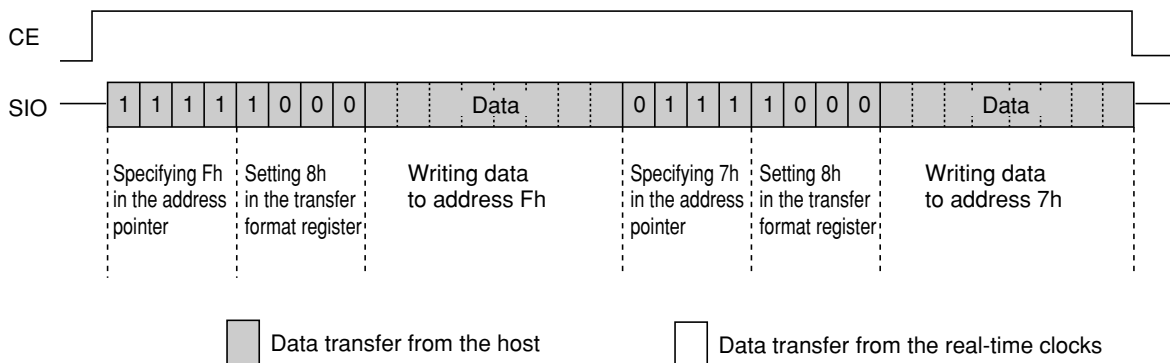 CE
SIO 1 1 1 1 1 0 0 0 Data 0 1 1 1 1 0 0 0 Data
Specifying Fh Setting 8h Writing data Specifying 7h Setting 8h Writing data
in the address in the transfer to address Fh in the address in the transfer to address 7h
pointer format register pointer format register
Data transfer from the host Data transfer from the real-time clocks